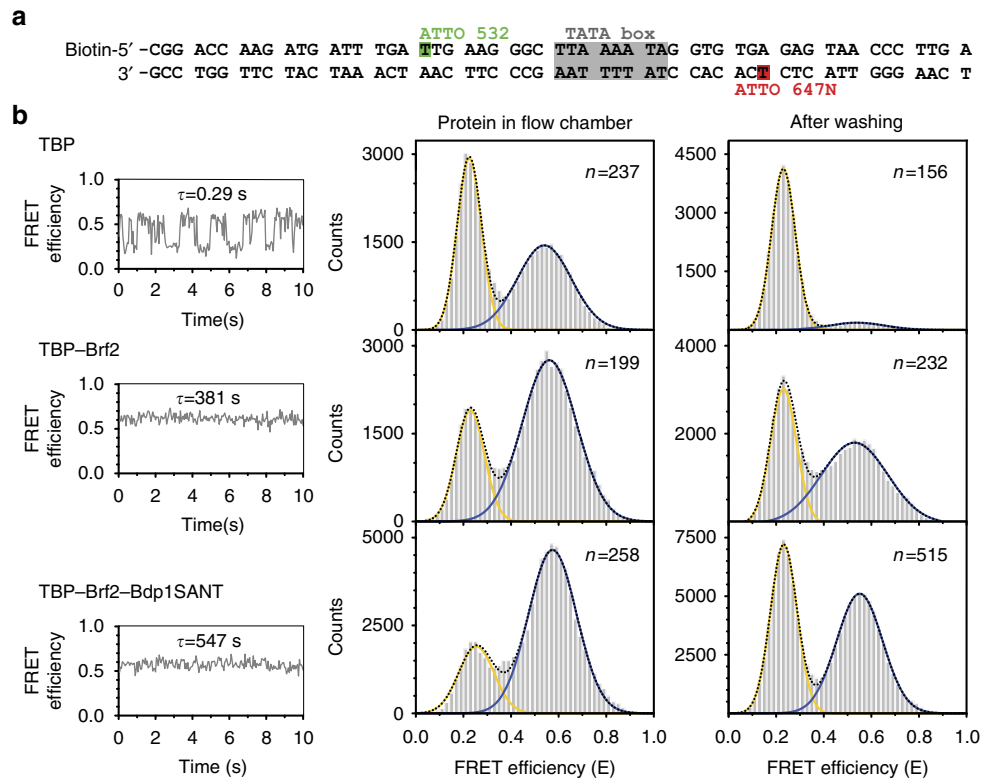 a
ATTO 532 TATA box
Biotin-5′ -CGG ACC AAG ATG ATT TGA TTG AAG GGC TTA AAA TAG GTG TGA GAG TAA CCC TTG A
3′ -GCC TGG TTC TAC TAA ACT AAC TTC CCG AAT TTT ATC CAC ACT CTC ATT GGG AAC T
ATTO 647N
b
Protein in flow chamber After washing
TBP
FRET efficiency
1.0
0.5
0.0
τ=0.29 s
0 2 4 6 8 10
Time(s)
Counts
3000
1500
0
n=237
4500
3000
1500
n=156
TBP–Brf2
FRET efficiency
1.0
0.5
0.0
τ=381 s
0 2 4 6 8 10
Time(s)
Counts
3000
1500
0
n=199
4000
2000
n=232
TBP–Brf2–Bdp1SANT
FRET efficiency
1.0
0.5
0.0
τ=547 s
0 2 4 6 8 10
Time(s)
Counts
5000
2500
0
n=258
7500
5000
2500
n=515
0.0 0.2 0.4 0.6 0.8 1.0
FRET efficiency (E)
0.0 0.2 0.4 0.6 0.8 1.0
FRET efficiency (E)